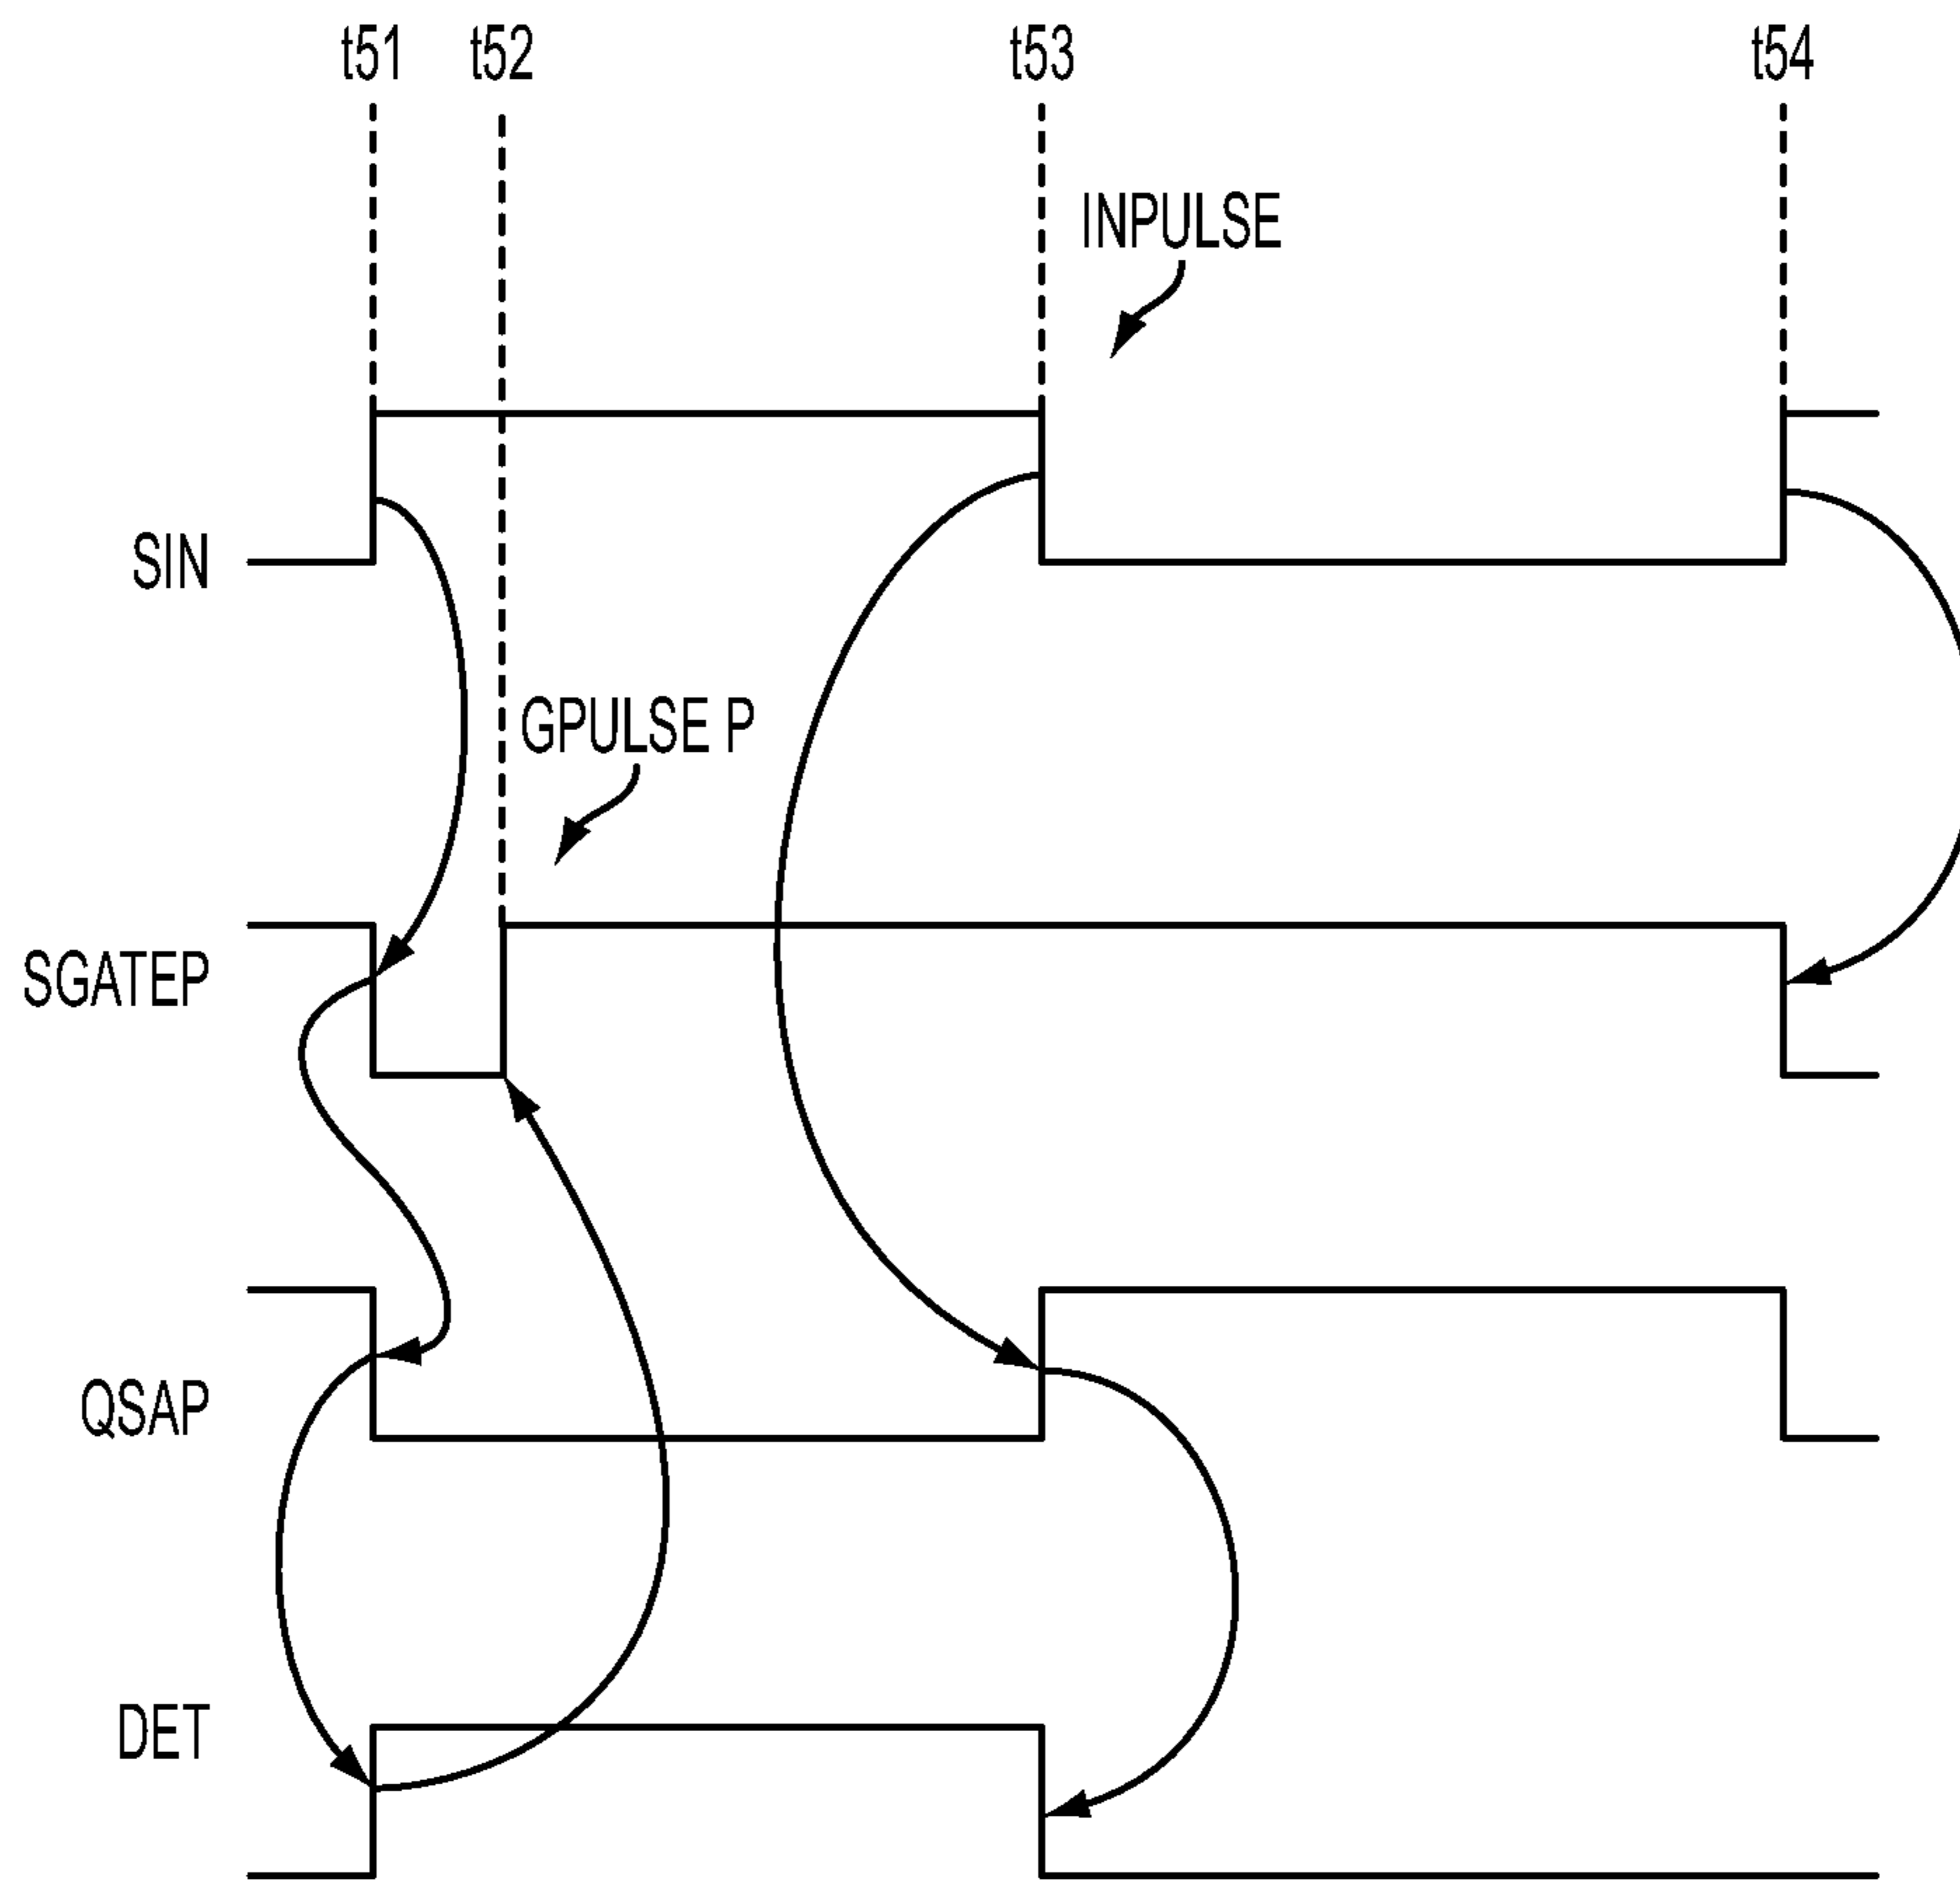 t51 t52 t53 t54
INPULSE
SIN
GPULSE P
SGATEP
QSAP
DET